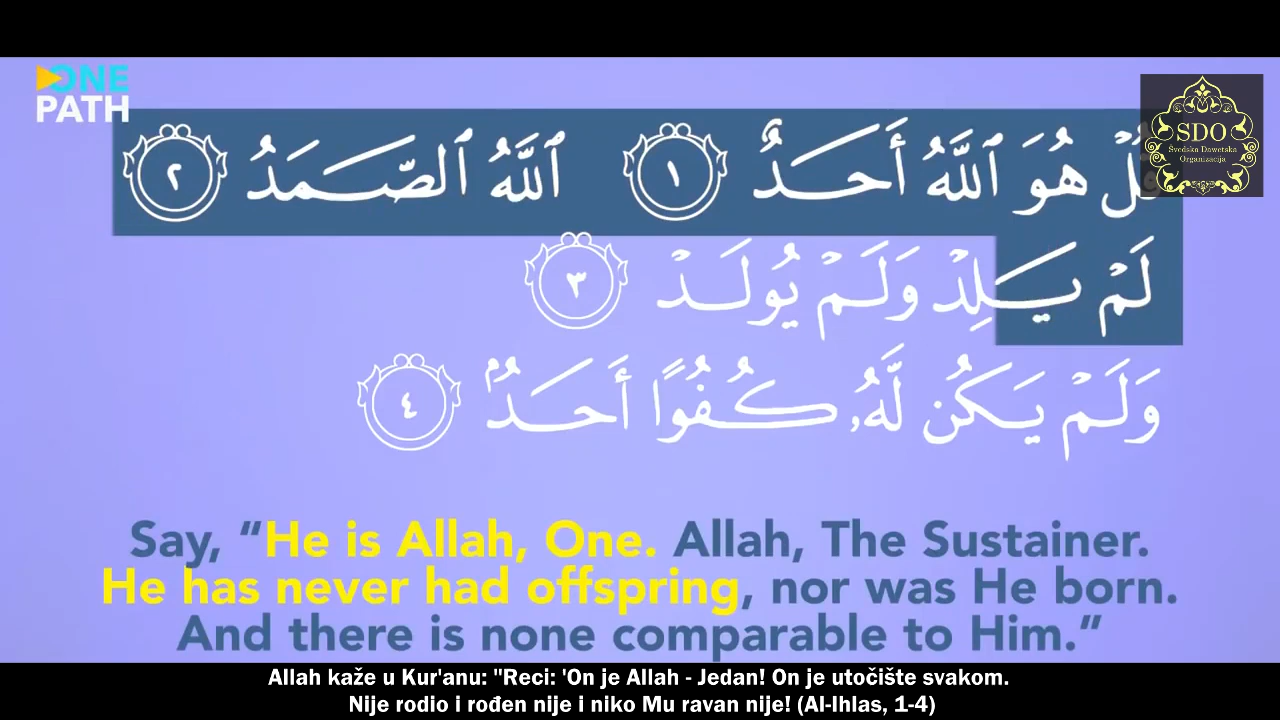 ONE
PATH
SDO
Švedska Dawetska
Organizacija
قُلْ هُوَ ٱللَّهُ أَحَدٌ ١ ٱللَّهُ ٱلصَّمَدُ ٢
لَمْ يَلِدْ وَلَمْ يُولَدْ ٣
وَلَمْ يَكُن لَّهُۥ كُفُوًا أَحَدٌۢ ٤
Say, “He is Allah, One. Allah, The Sustainer.
He has never had offspring, nor was He born.
And there is none comparable to Him.”
Allah kaže u Kur'anu: "Reci: 'On je Allah - Jedan! On je utočište svakom.
Nije rodio i rođen nije i niko Mu ravan nije! (Al-Ihlas, 1-4)